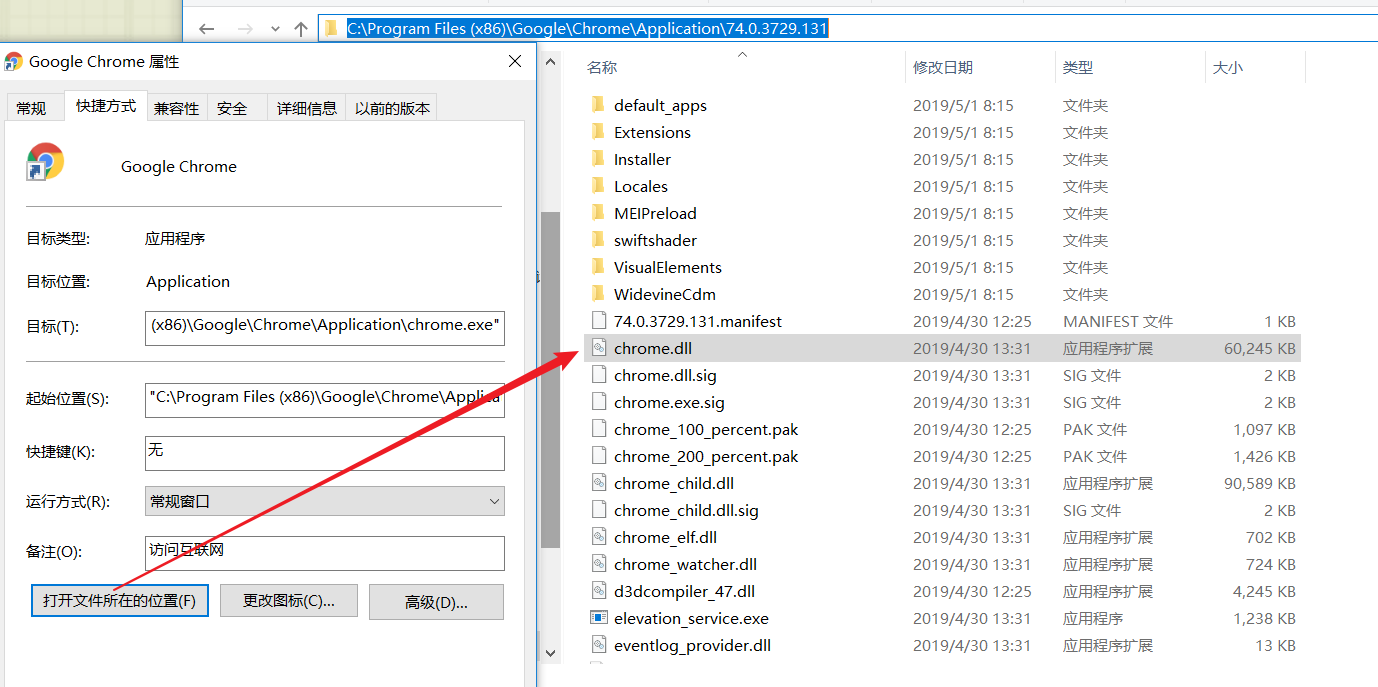 C:\Program Files (x86)\Google\Chrome\Application\74.0.3729.131
Google Chrome 属性
常规 快捷方式 兼容性 安全 详细信息 以前的版本
Google Chrome
目标类型: 应用程序
目标位置: Application
目标(T): (x86)\Google\Chrome\Application\chrome.exe"
起始位置(S): "C:\Program Files (x86)\Google\Chrome\Applica
快捷键(K): 无
运行方式(R): 常规窗口
备注(O): 访问互联网
打开文件所在的位置(F) 更改图标(C)... 高级(D)...
名称 修改日期 类型 大小
default_apps 2019/5/1 8:15 文件夹
Extensions 2019/5/1 8:15 文件夹
Installer 2019/5/1 8:15 文件夹
Locales 2019/5/1 8:15 文件夹
MEIPreload 2019/5/1 8:15 文件夹
swiftshader 2019/5/1 8:15 文件夹
VisualElements 2019/5/1 8:15 文件夹
WidevineCdm 2019/5/1 8:15 文件夹
74.0.3729.131.manifest 2019/4/30 12:25 MANIFEST 文件 1 KB
chrome.dll 2019/4/30 13:31 应用程序扩展 60,245 KB
chrome.dll.sig 2019/4/30 13:31 SIG 文件 2 KB
chrome.exe.sig 2019/4/30 13:31 SIG 文件 2 KB
chrome_100_percent.pak 2019/4/30 12:25 PAK 文件 1,097 KB
chrome_200_percent.pak 2019/4/30 12:25 PAK 文件 1,426 KB
chrome_child.dll 2019/4/30 13:31 应用程序扩展 90,589 KB
chrome_child.dll.sig 2019/4/30 13:31 SIG 文件 2 KB
chrome_elf.dll 2019/4/30 13:31 应用程序扩展 702 KB
chrome_watcher.dll 2019/4/30 13:31 应用程序扩展 724 KB
d3dcompiler_47.dll 2019/4/30 12:25 应用程序扩展 4,245 KB
elevation_service.exe 2019/4/30 13:31 应用程序 1,238 KB
eventlog_provider.dll 2019/4/30 13:31 应用程序扩展 13 KB